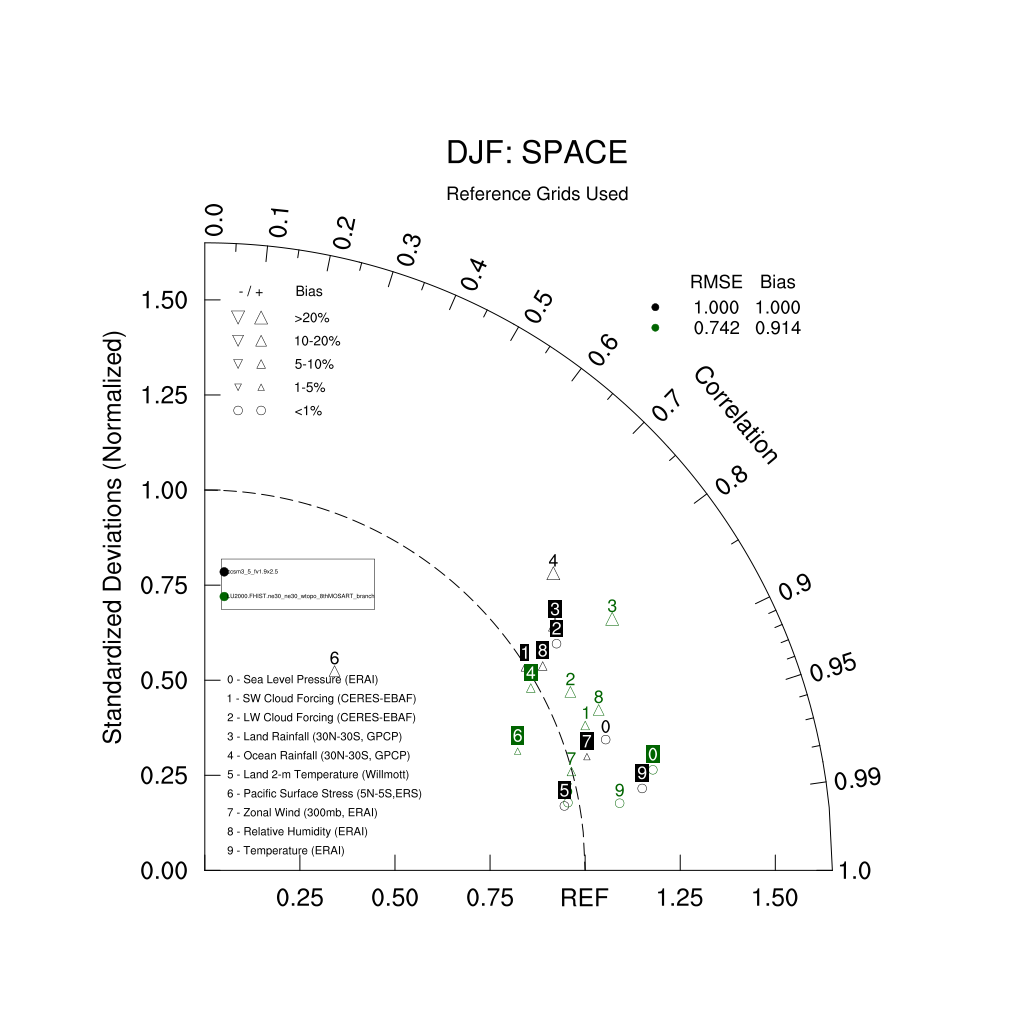 DJF: SPACE
Reference Grids Used
0.0
0.1
0.2
0.3
0.4
0.5
0.6
0.7
0.8
0.9
0.95
0.99
1.0
Correlation
RMSE Bias
1.000 1.000
0.742 0.914
- / + Bias
>20%
10-20%
5-10%
1-5%
<1%
Standardized Deviations (Normalized)
1.50
1.25
1.00
0.75
0.50
0.25
0.00
0.25 0.50 0.75 REF 1.25 1.50
LU2000.FHIST.ne30_ne30_wtopo_8thMOSART_branch
0 - Sea Level Pressure (ERAI)
1 - SW Cloud Forcing (CERES-EBAF)
2 - LW Cloud Forcing (CERES-EBAF)
3 - Land Rainfall (30N-30S, GPCP)
4 - Ocean Rainfall (30N-30S, GPCP)
5 - Land 2-m Temperature (Willmott)
6 - Pacific Surface Stress (5N-5S,ERS)
7 - Zonal Wind (300mb, ERAI)
8 - Relative Humidity (ERAI)
9 - Temperature (ERAI)
4
3
2
1
8
6
0
7
9
5
3
4
2
8
1
6
7
0
9